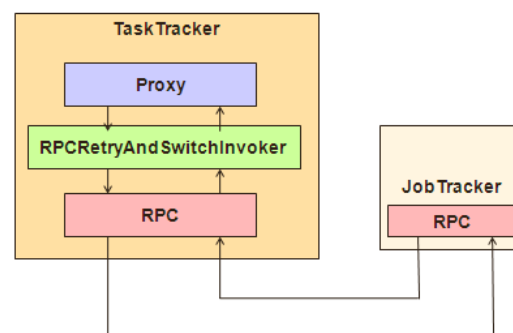 TaskTracker
Proxy
RPCRetryAndSwitchInvoker
RPC
JobTracker
RPC